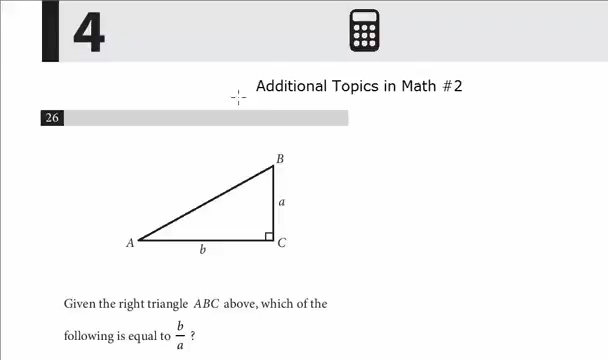 4
Additional Topics in Math #2
26
B
a
A
b
C
Given the right triangle ABC above, which of the
following is equal to b/a ?